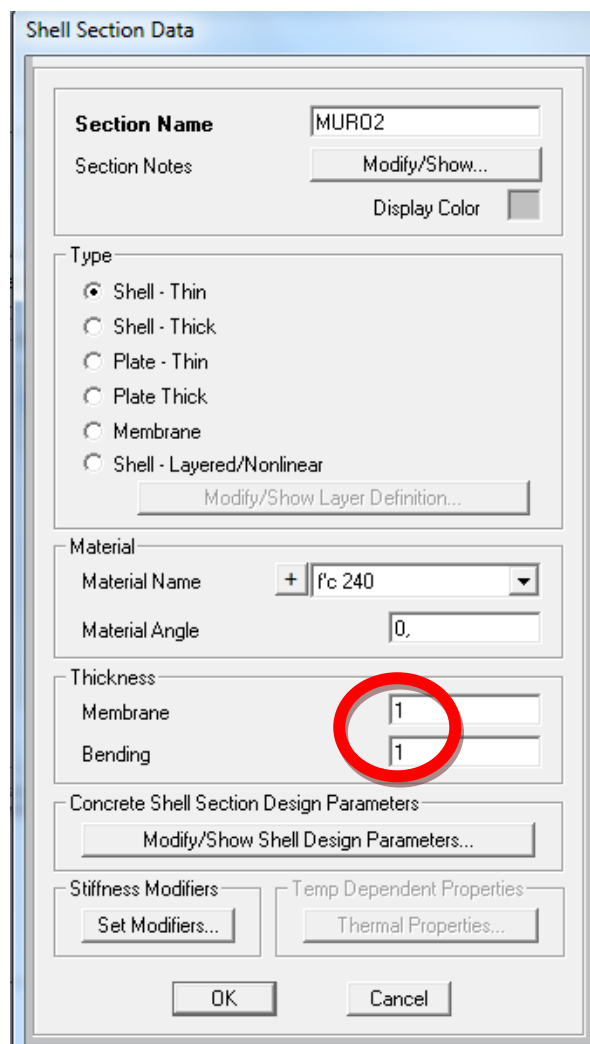 Shell Section Data
Section Name MURO2
Section Notes Modify/Show...
Display Color
Type
Shell - Thin
Shell - Thick
Plate - Thin
Plate Thick
Membrane
Shell - Layered/Nonlinear
Modify/Show Layer Definition...
Material
Material Name + f'c 240
Material Angle 0,
Thickness
Membrane 1
Bending 1
Concrete Shell Section Design Parameters
Modify/Show Shell Design Parameters...
Stiffness Modifiers Temp Dependent Properties
Set Modifiers... Thermal Properties...
OK Cancel